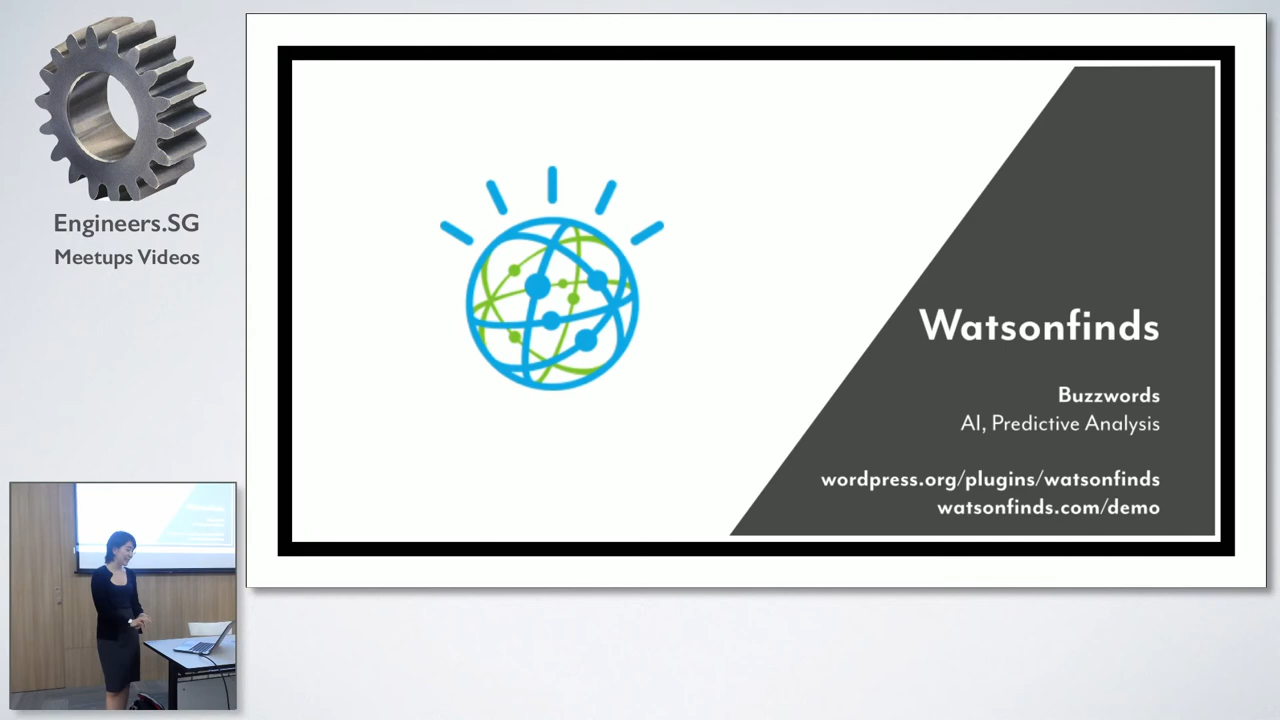 Engineers.SG
Meetups Videos
Watsonfinds
Buzzwords
AI, Predictive Analysis
wordpress.org/plugins/watsonfinds
watsonfinds.com/demo